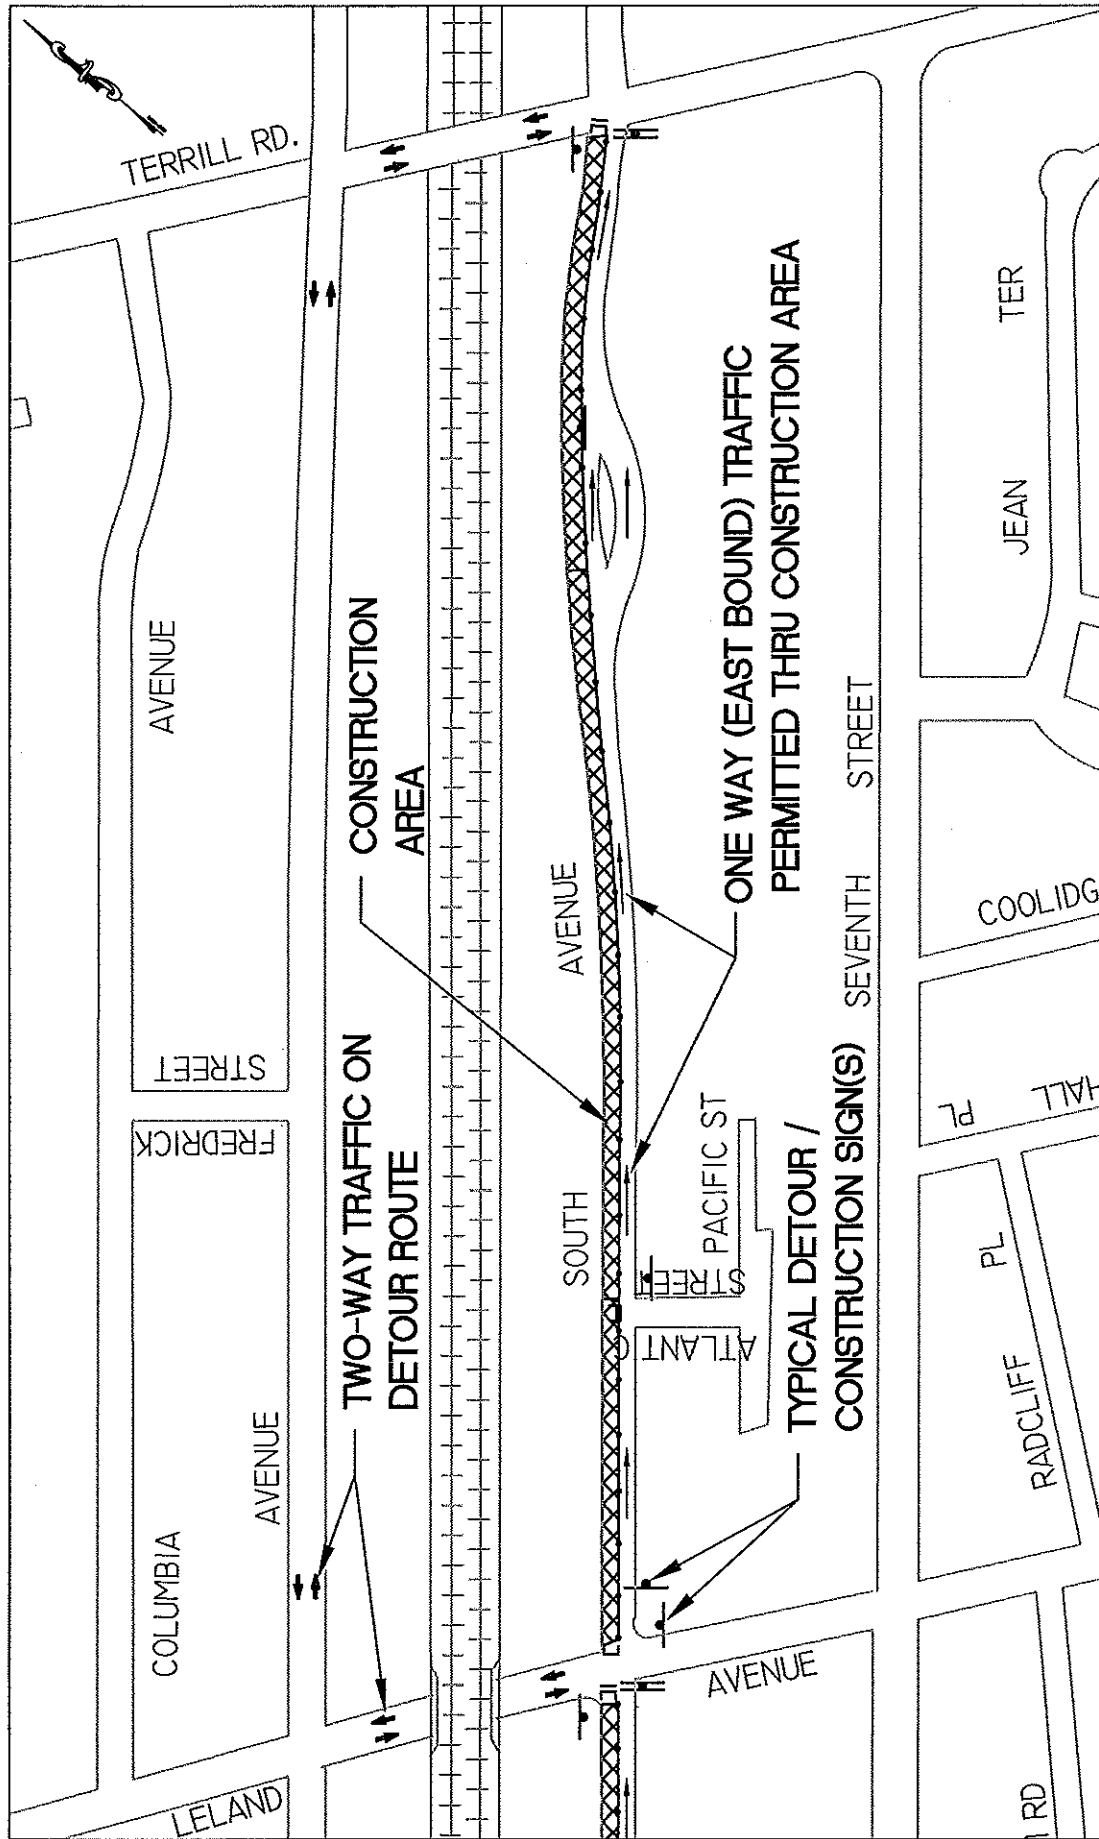 TERRILL RD.
AVENUE
STREET
FREDRICK
AVENUE
COLUMBIA
LELAND
TWO-WAY TRAFFIC ON
DETOUR ROUTE
CONSTRUCTION
AREA
AVENUE
SOUTH
ONE WAY (EAST BOUND) TRAFFIC
PERMITTED THRU CONSTRUCTION AREA
PACIFIC ST
STREET
ATLANTIC
TYPICAL DETOUR /
CONSTRUCTION SIGN(S)
AVENUE
SEVENTH STREET
JEAN TER
COOLIDG
HALL
PL
RADCLIFF PL
RD